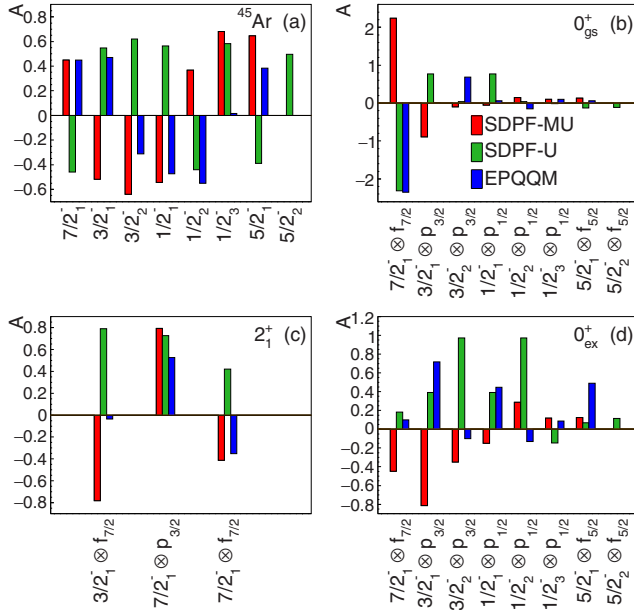 A
⁴⁵Ar (a)
0.8
0.6
0.4
0.2
0
−0.2
−0.4
−0.6
7/2⁻₁
3/2⁻₁
3/2⁻₂
1/2⁻₁
1/2⁻₂
1/2⁻₃
5/2⁻₁
5/2⁻₂
A
0⁺gs (b)
2
1
0
−1
−2
SDPF-MU
SDPF-U
EPQQM
7/2⁻₁ ⊗ f₇/₂
3/2⁻₁ ⊗ p₃/₂
3/2⁻₂ ⊗ p₃/₂
1/2⁻₁ ⊗ p₁/₂
1/2⁻₂ ⊗ p₁/₂
1/2⁻₃ ⊗ p₁/₂
5/2⁻₁ ⊗ f₅/₂
5/2⁻₂ ⊗ f₅/₂
A
2⁺₁ (c)
0.8
0.6
0.4
0.2
0
−0.2
−0.4
−0.6
−0.8
3/2⁻₁ ⊗ f₇/₂
7/2⁻₁ ⊗ p₃/₂
7/2⁻₁ ⊗ f₇/₂
A
0⁺ex (d)
1.2
1
0.8
0.6
0.4
0.2
0
−0.2
−0.4
−0.6
−0.8
7/2⁻₁ ⊗ f₇/₂
3/2⁻₁ ⊗ p₃/₂
3/2⁻₂ ⊗ p₃/₂
1/2⁻₁ ⊗ p₁/₂
1/2⁻₂ ⊗ p₁/₂
1/2⁻₃ ⊗ p₁/₂
5/2⁻₁ ⊗ f₅/₂
5/2⁻₂ ⊗ f₅/₂